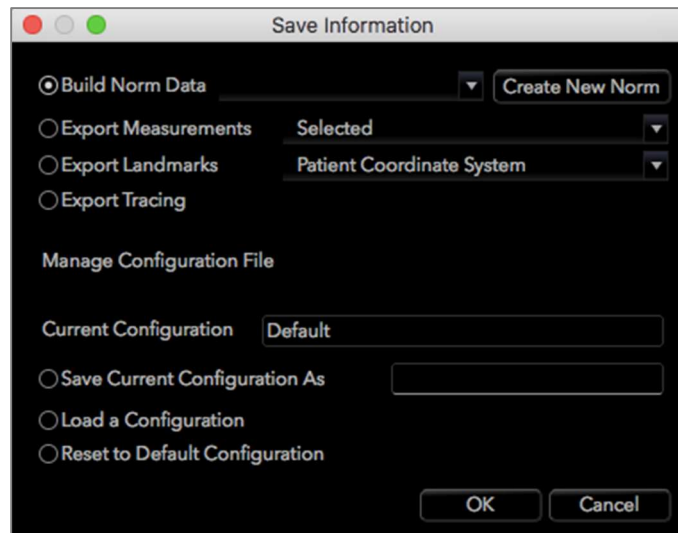 Save Information
Build Norm Data Create New Norm
Export Measurements Selected
Export Landmarks Patient Coordinate System
Export Tracing
Manage Configuration File
Current Configuration Default
Save Current Configuration As
Load a Configuration
Reset to Default Configuration
OK Cancel